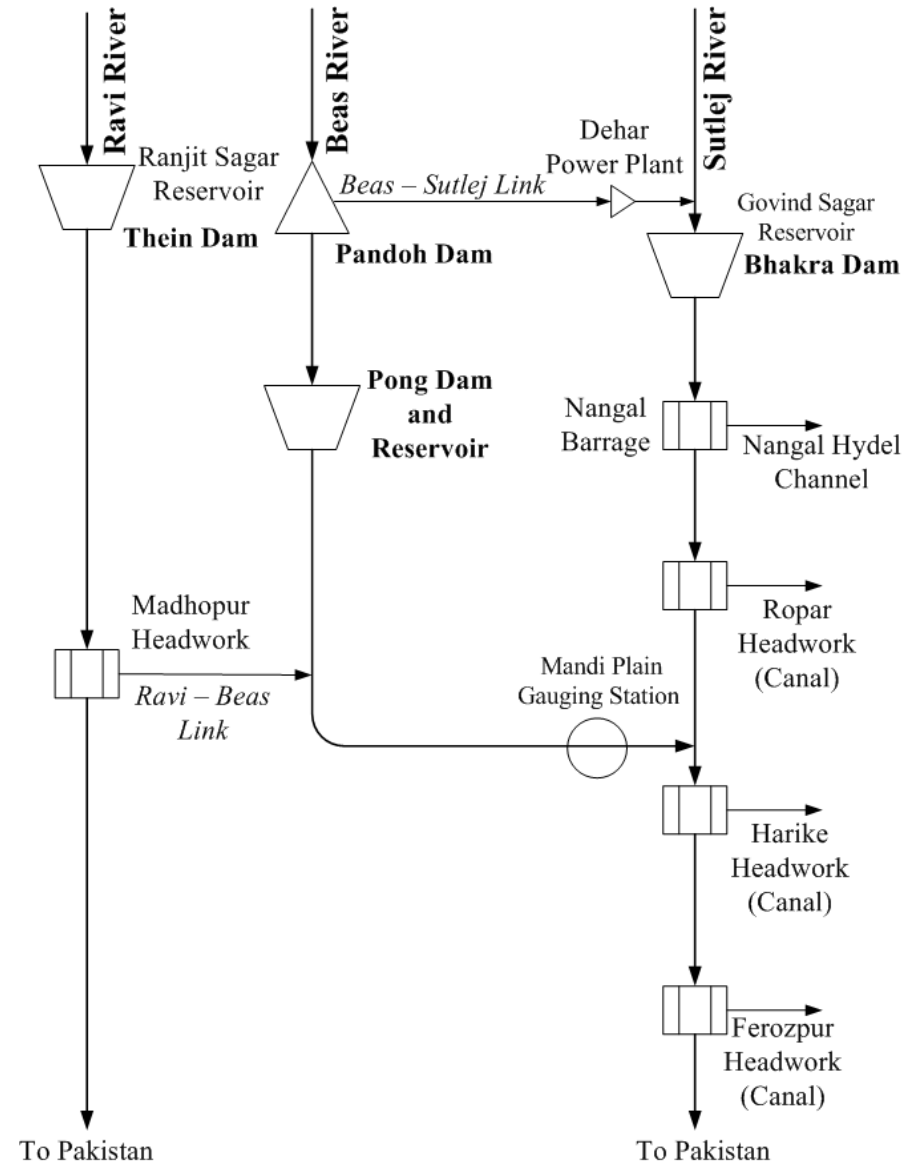 Ravi River
Beas River
Sutlej River
Ranjit Sagar
Reservoir
Thein Dam
Beas – Sutlej Link
Pandoh Dam
Dehar
Power Plant
Govind Sagar
Reservoir
Bhakra Dam
Pong Dam
and
Reservoir
Nangal
Barrage
Nangal Hydel
Channel
Madhopur
Headwork
Ravi – Beas
Link
Mandi Plain
Gauging Station
Ropar
Headwork
(Canal)
Harike
Headwork
(Canal)
Ferozpur
Headwork
(Canal)
To Pakistan
To Pakistan